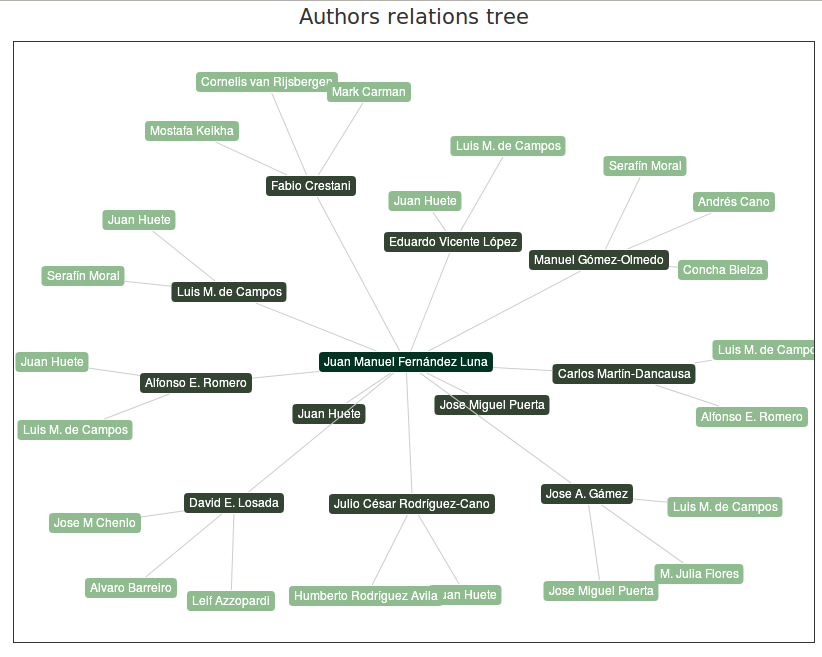 Authors relations tree
Cornelis van Rijsbergen
Mark Carman
Mostafa Keikha
Luis M. de Campos
Serafín Moral
Fabio Crestani
Juan Huete
Andrés Cano
Juan Huete
Eduardo Vicente López
Manuel Gómez-Olmedo
Concha Bielza
Serafín Moral
Luis M. de Campos
Luis M. de Campo
Juan Huete
Juan Manuel Fernández Luna
Carlos Martín-Dancausa
Alfonso E. Romero
Jose Miguel Puerta
Juan Huete
Alfonso E. Romero
Luis M. de Campos
Jose A. Gámez
David E. Losada
Julio César Rodríguez-Cano
Luis M. de Campos
Jose M Chenlo
M. Julia Flores
Alvaro Barreiro
Jose Miguel Puerta
Leif Azzopardi
Humberto Rodríguez Avila
uan Huete